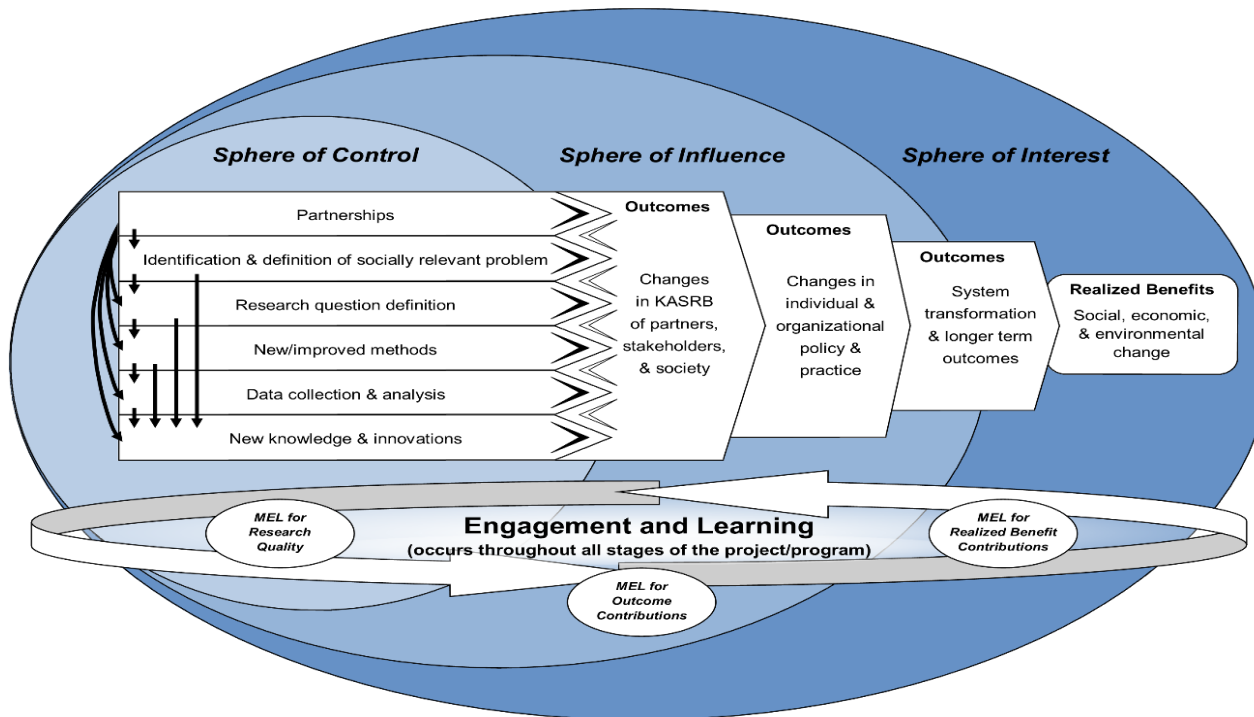 Sphere of Control
Sphere of Influence
Sphere of Interest
Partnerships
Identification & definition of socially relevant problem
Research question definition
New/improved methods
Data collection & analysis
New knowledge & innovations
Outcomes
Changes
in KASRB
of partners,
stakeholders,
& society
Outcomes
Changes in
individual &
organizational
policy &
practice
Outcomes
System
transformation
& longer term
outcomes
Realized Benefits
Social, economic,
& environmental
change
MEL for
Research
Quality
Engagement and Learning
(occurs throughout all stages of the project/program)
MEL for
Outcome
Contributions
MEL for
Realized Benefit
Contributions